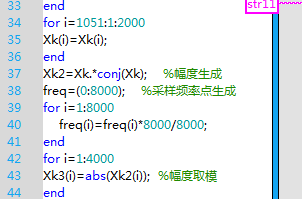 33 end
str11
34 for i=1051:1:2000
35 Xk(i)=Xk(i);
36 end
37 Xk2=Xk.*conj(Xk); %幅度生成
38 freq=(0:8000); %采样频率点生成
39 for i=1:8000
40 freq(i)=freq(i)*8000/8000;
41 end
42 for i=1:4000
43 Xk3(i)=abs(Xk2(i)); %幅度取模
44 end